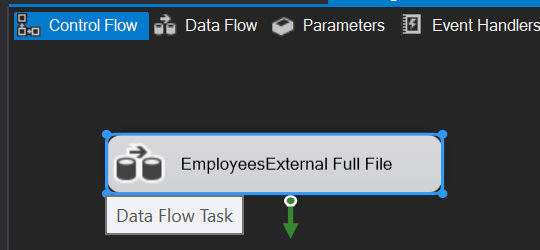 Control Flow
Data Flow
Parameters
Event Handlers
EmployeesExternal Full File
Data Flow Task